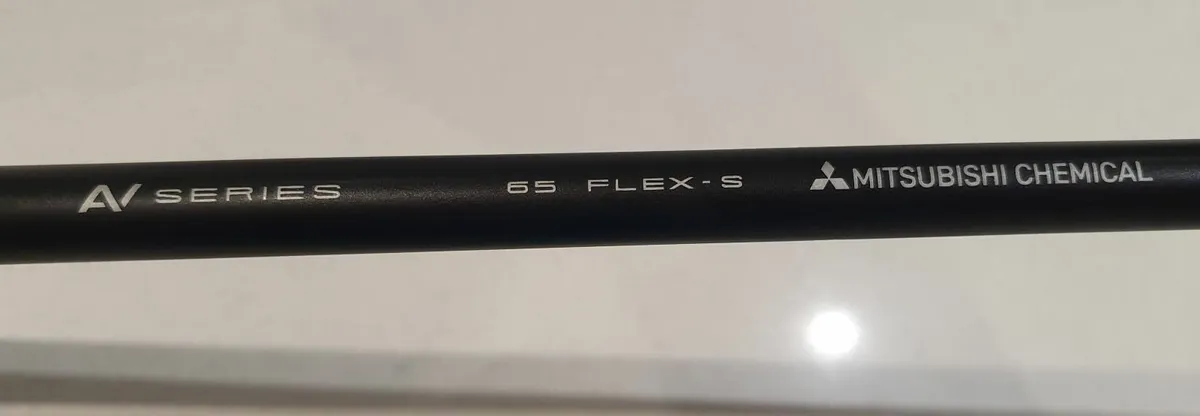 AV SERIES 65 FLEX-S MITSUBISHI CHEMICAL